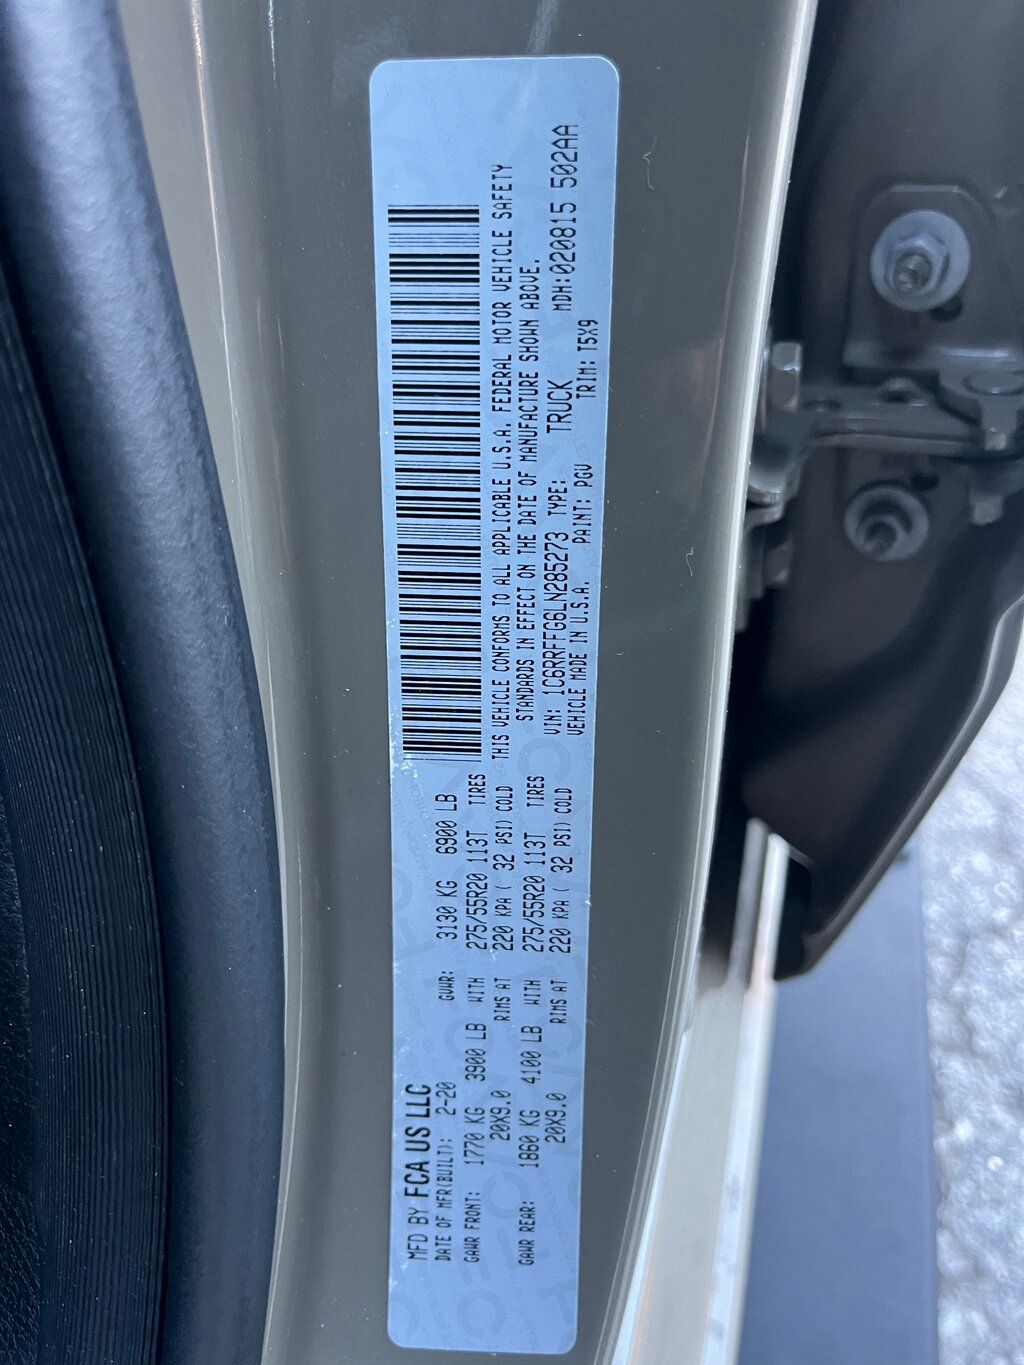 MFD BY FCA US LLC
DATE OF MFR(BUILT): 2-20 GVWR: 3130 KG 6900 LB
GAWR FRONT: 1770 KG 3900 LB WITH 275/55R20 113T TIRES
20X9.0 RIMS AT 220 KPA ( 32 PSI) COLD
GAWR REAR: 1860 KG 4100 LB WITH 275/55R20 113T TIRES
20X9.0 RIMS AT 220 KPA ( 32 PSI) COLD
THIS VEHICLE CONFORMS TO ALL APPLICABLE U.S.A. FEDERAL MOTOR VEHICLE SAFETY
STANDARDS IN EFFECT ON THE DATE OF MANUFACTURE SHOWN ABOVE.
VIN: 1C6RRFFG6LN285273 TYPE: TRUCK MDH:020815 502AA
VEHICLE MADE IN U.S.A. PAINT: PGV TRIM: T5X9